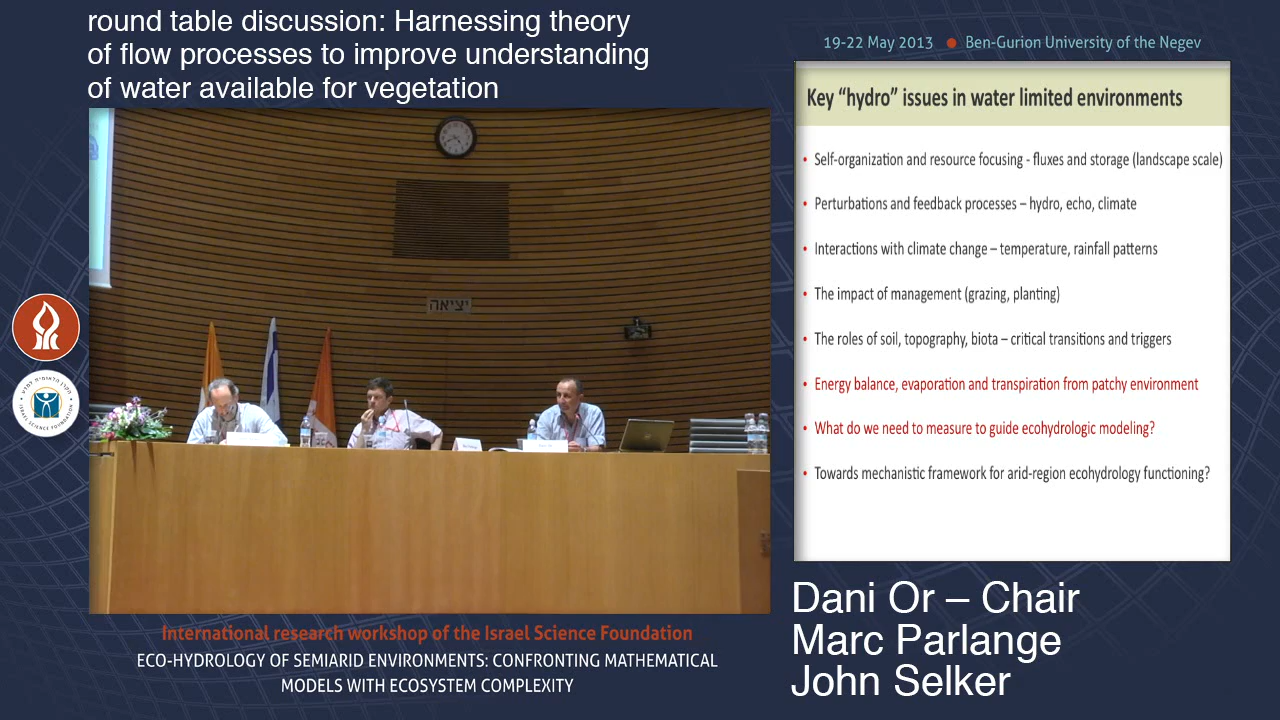 round table discussion: Harnessing theory
of flow processes to improve understanding
of water available for vegetation
19-22 May 2013 ● Ben-Gurion University of the Negev
Key “hydro” issues in water limited environments
• Self-organization and resource focusing - fluxes and storage (landscape scale)
• Perturbations and feedback processes – hydro, echo, climate
• Interactions with climate change – temperature, rainfall patterns
• The impact of management (grazing, planting)
• The roles of soil, topography, biota – critical transitions and triggers
• Energy balance, evaporation and transpiration from patchy environment
• What do we need to measure to guide ecohydrologic modeling?
• Towards mechanistic framework for arid-region ecohydrology functioning?
יציאה
ISRAEL SCIENCE FOUNDATION
Dani Or – Chair
Marc Parlange
John Selker
International research workshop of the Israel Science Foundation
ECO-HYDROLOGY OF SEMIARID ENVIRONMENTS: CONFRONTING MATHEMATICAL
MODELS WITH ECOSYSTEM COMPLEXITY